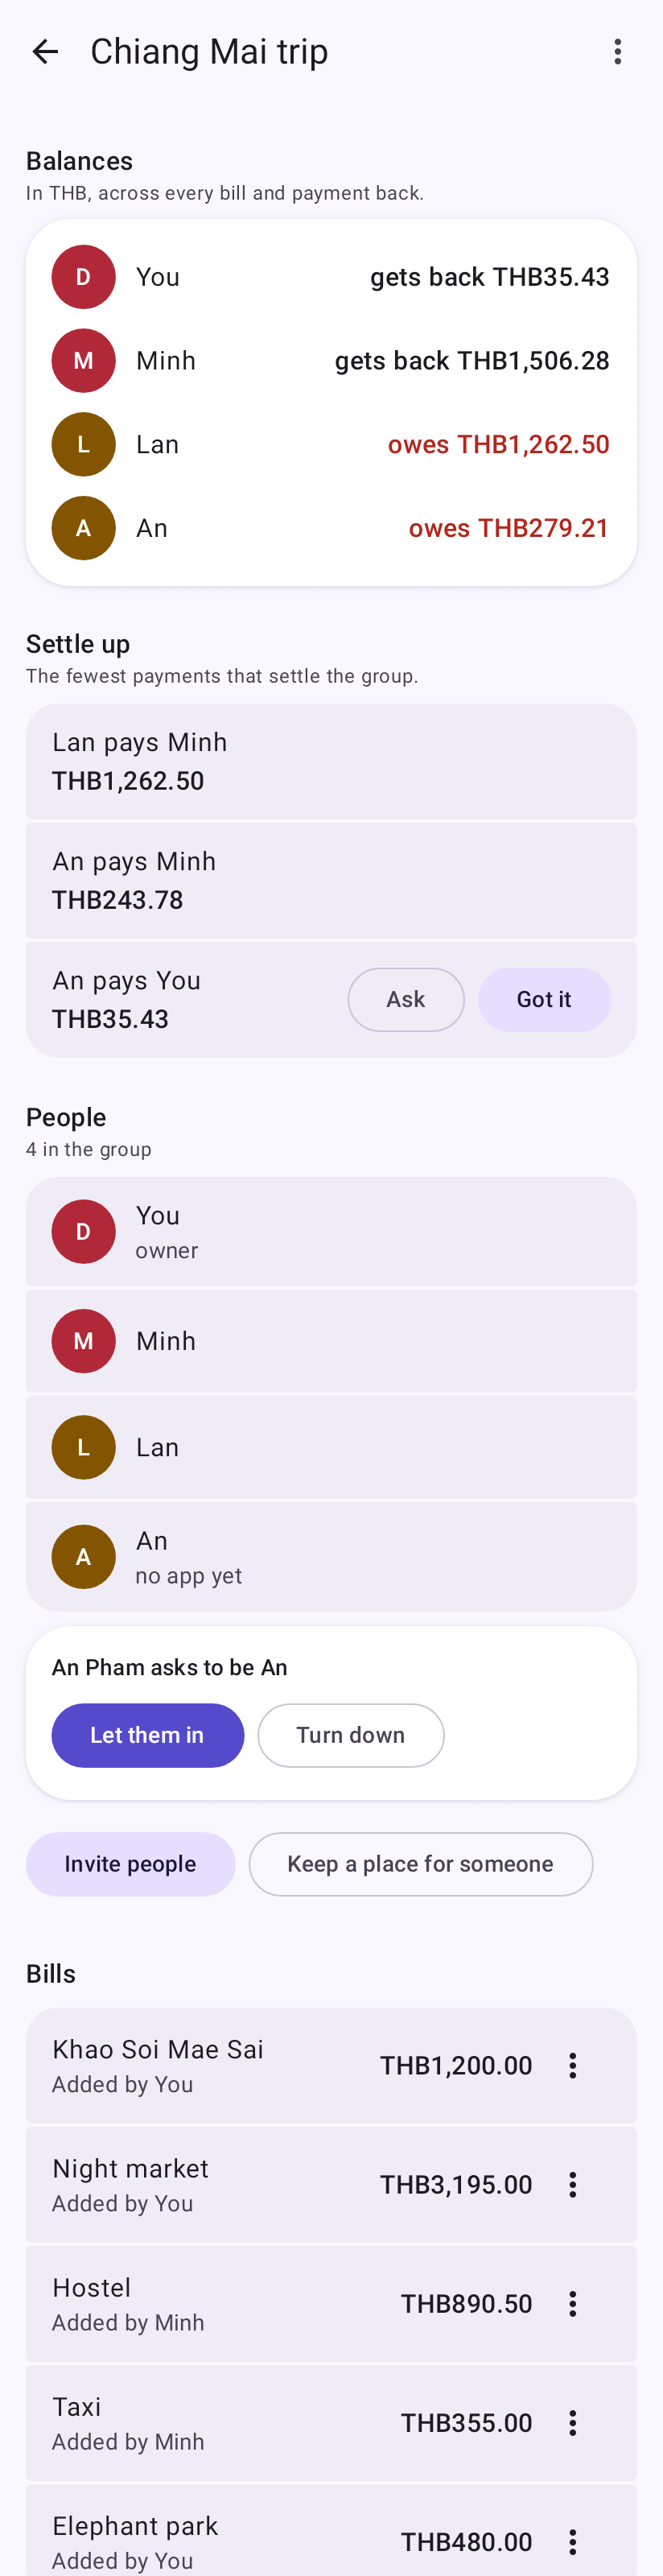 Chiang Mai trip
Balances
In THB, across every bill and payment back.
D You gets back THB35.43
M Minh gets back THB1,506.28
L Lan owes THB1,262.50
A An owes THB279.21
Settle up
The fewest payments that settle the group.
Lan pays Minh
THB1,262.50
An pays Minh
THB243.78
An pays You
THB35.43
Ask Got it
People
4 in the group
D You
owner
M Minh
L Lan
A An
no app yet
An Pham asks to be An
Let them in Turn down
Invite people Keep a place for someone
Bills
Khao Soi Mae Sai
Added by You
THB1,200.00
Night market
Added by You
THB3,195.00
Hostel
Added by Minh
THB890.50
Taxi
Added by Minh
THB355.00
Elephant park
Added by You
THB480.00